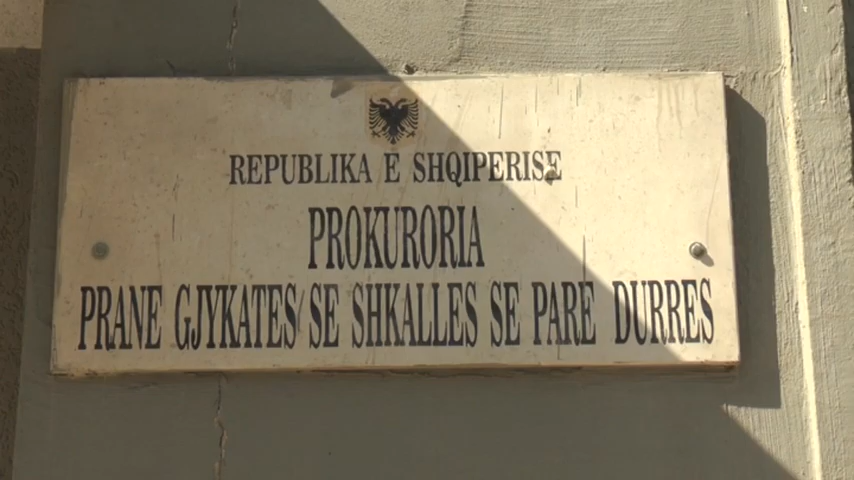 REPUBLIKA E SHQIPERISE
PROKURORIA
PRANE GJYKATES SE SHKALLES SE PARE DURRES